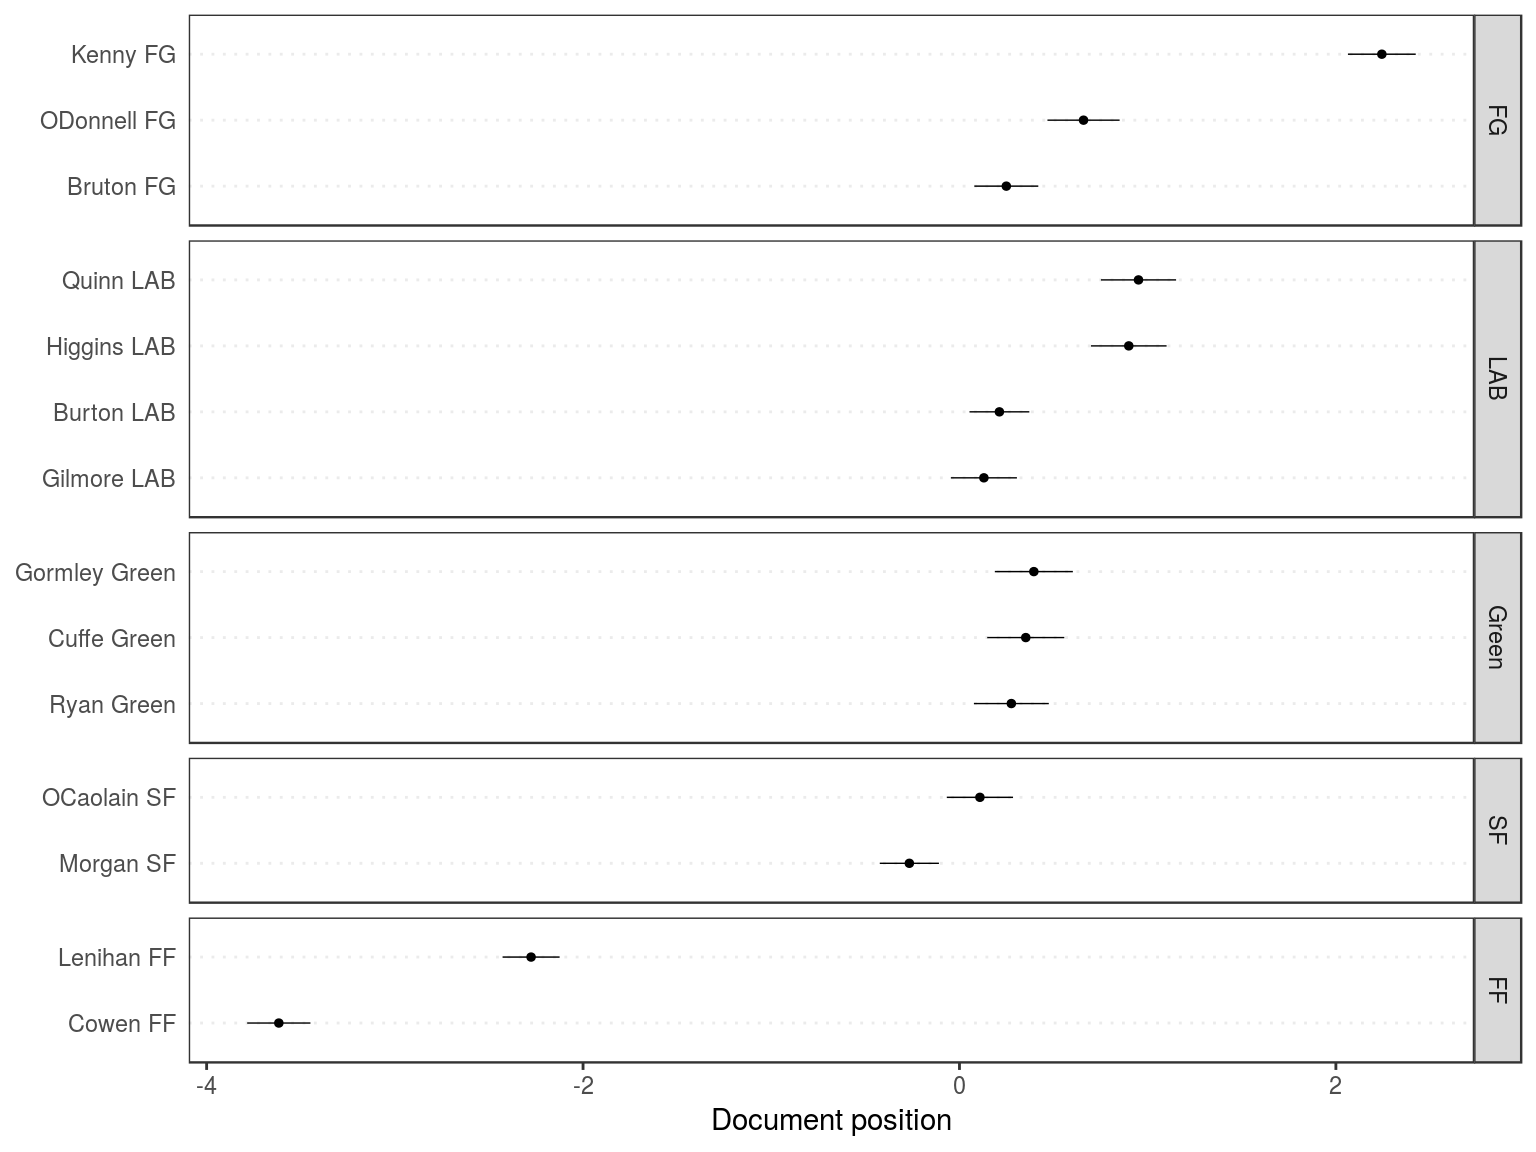 Kenny FG
ODonnell FG
Bruton FG
FG
Quinn LAB
Higgins LAB
Burton LAB
Gilmore LAB
LAB
Gormley Green
Cuffe Green
Ryan Green
Green
OCaolain SF
Morgan SF
SF
Lenihan FF
Cowen FF
FF
-4 -2 0 2
Document position